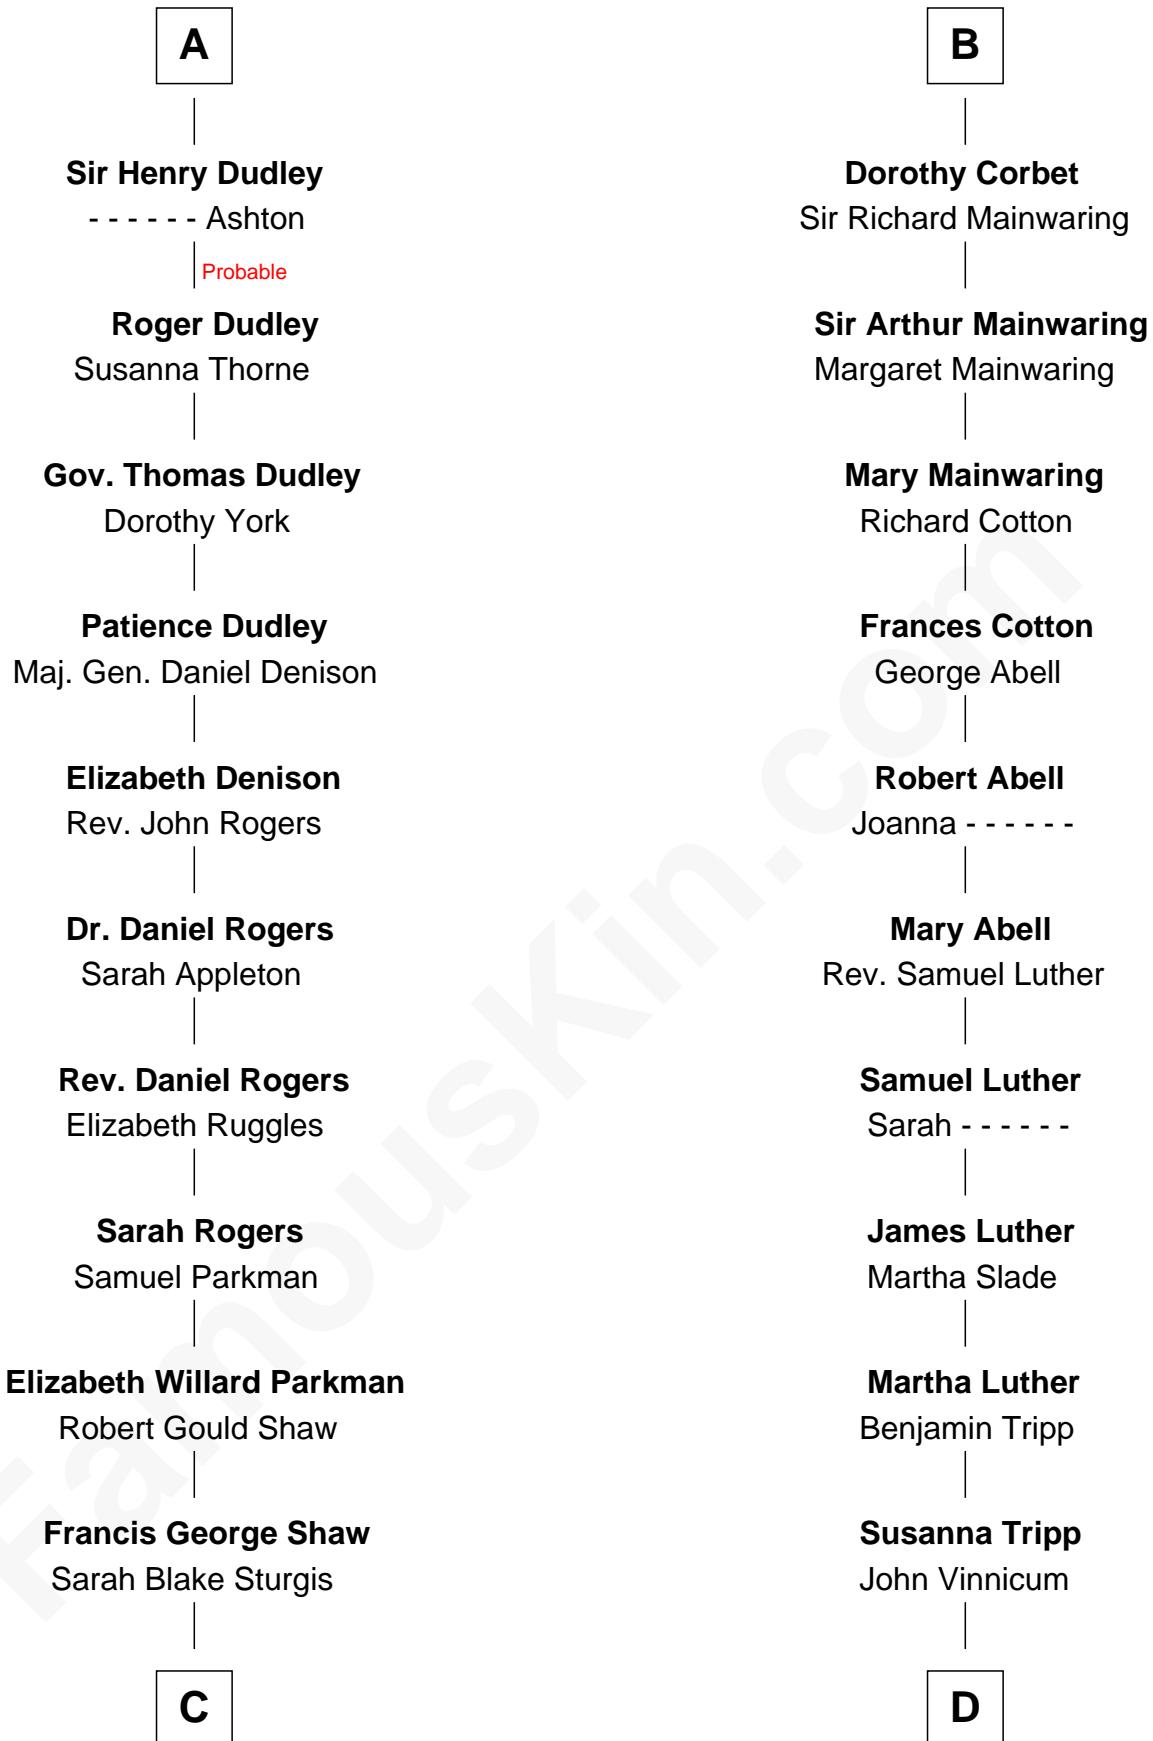 A
Sir Henry Dudley
- - - - - - Ashton
Probable
Roger Dudley
Susanna Thorne
Gov. Thomas Dudley
Dorothy York
Patience Dudley
Maj. Gen. Daniel Denison
Elizabeth Denison
Rev. John Rogers
Dr. Daniel Rogers
Sarah Appleton
Rev. Daniel Rogers
Elizabeth Ruggles
Sarah Rogers
Samuel Parkman
Elizabeth Willard Parkman
Robert Gould Shaw
Francis George Shaw
Sarah Blake Sturgis
C
B
Dorothy Corbet
Sir Richard Mainwaring
Sir Arthur Mainwaring
Margaret Mainwaring
Mary Mainwaring
Richard Cotton
Frances Cotton
George Abell
Robert Abell
Joanna - - - - - -
Mary Abell
Rev. Samuel Luther
Samuel Luther
Sarah - - - - - -
James Luther
Martha Slade
Martha Luther
Benjamin Tripp
Susanna Tripp
John Vinnicum
D
FamousKin.com